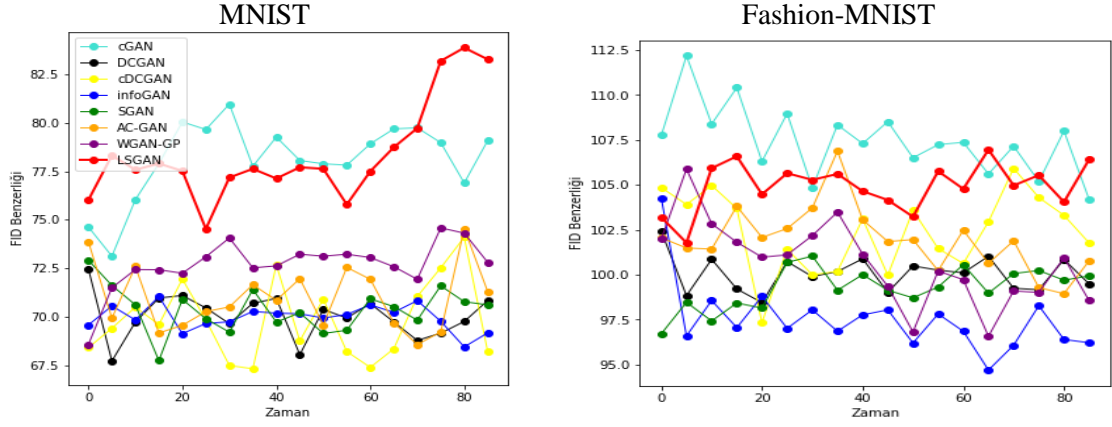 MNIST
82.5
80.0
77.5
75.0
72.5
70.0
67.5
FID Benzerliği
cGAN
DCGAN
cDCGAN
infoGAN
SGAN
AC-GAN
WGAN-GP
LSGAN
0
20
40
60
80
Zaman
Fashion-MNIST
112.5
110.0
107.5
105.0
102.5
100.0
97.5
95.0
FID Benzerliği
0
20
40
60
80
Zaman